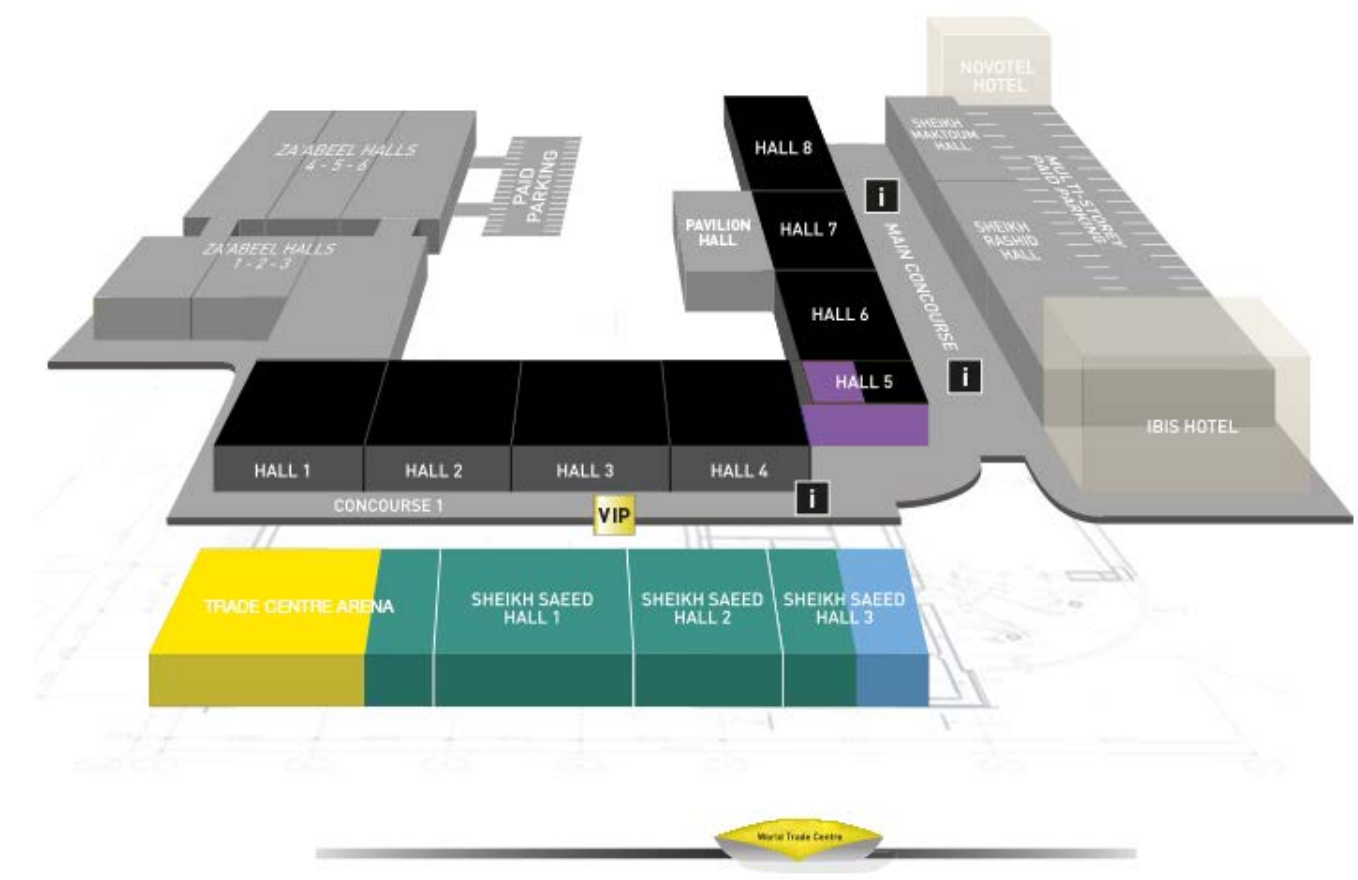 NOVOTEL
HOTEL
SHEIKH
MAKTOUM
HALL
MULTI-STOREY
PAID PARKING
SHEIKH
RASHID
HALL
ZA'ABEEL HALLS
4 - 5 - 6
PAID
PARKING
ZA'ABEEL HALLS
1 - 2 - 3
HALL 8
i
PAVILION
HALL
HALL 7
MAIN CONCOURSE
HALL 6
HALL 5
i
IBIS HOTEL
HALL 1
HALL 2
HALL 3
HALL 4
i
CONCOURSE 1
VIP
TRADE CENTRE ARENA
SHEIKH SAEED
HALL 1
SHEIKH SAEED
HALL 2
SHEIKH SAEED
HALL 3
World Trade Centre